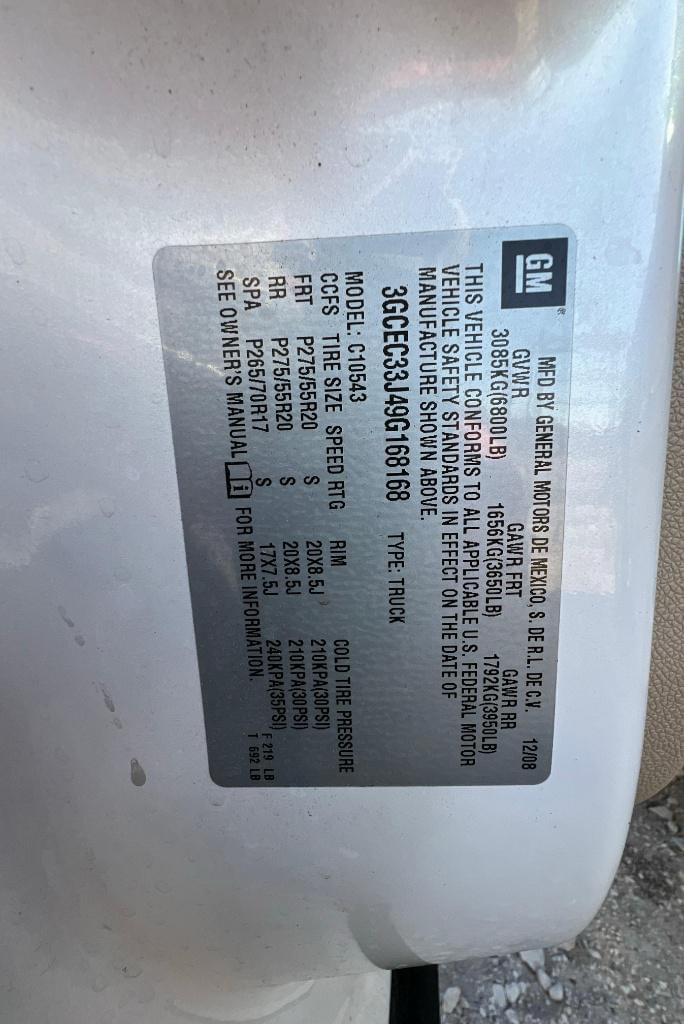 GM®
MFD BY GENERAL MOTORS DE MEXICO, S. DE R.L. DE C.V. 12/08
GVWR GAWR FRT GAWR RR
3085KG(6800LB) 1656KG(3650LB) 1792KG(3950LB)
THIS VEHICLE CONFORMS TO ALL APPLICABLE U.S. FEDERAL MOTOR
VEHICLE SAFETY STANDARDS IN EFFECT ON THE DATE OF
MANUFACTURE SHOWN ABOVE.
3GCEC33J49G168168 TYPE: TRUCK
MODEL: C10543
CCFS TIRE SIZE SPEED RTG RIM COLD TIRE PRESSURE
FRT P275/55R20 S 20X8.5J 210KPA(30PSI)
RR P275/55R20 S 20X8.5J 210KPA(30PSI)
SPA P265/70R17 S 17X7.5J 240KPA(35PSI)
SEE OWNER'S MANUAL i FOR MORE INFORMATION.
F 219 LB
T 692 LB